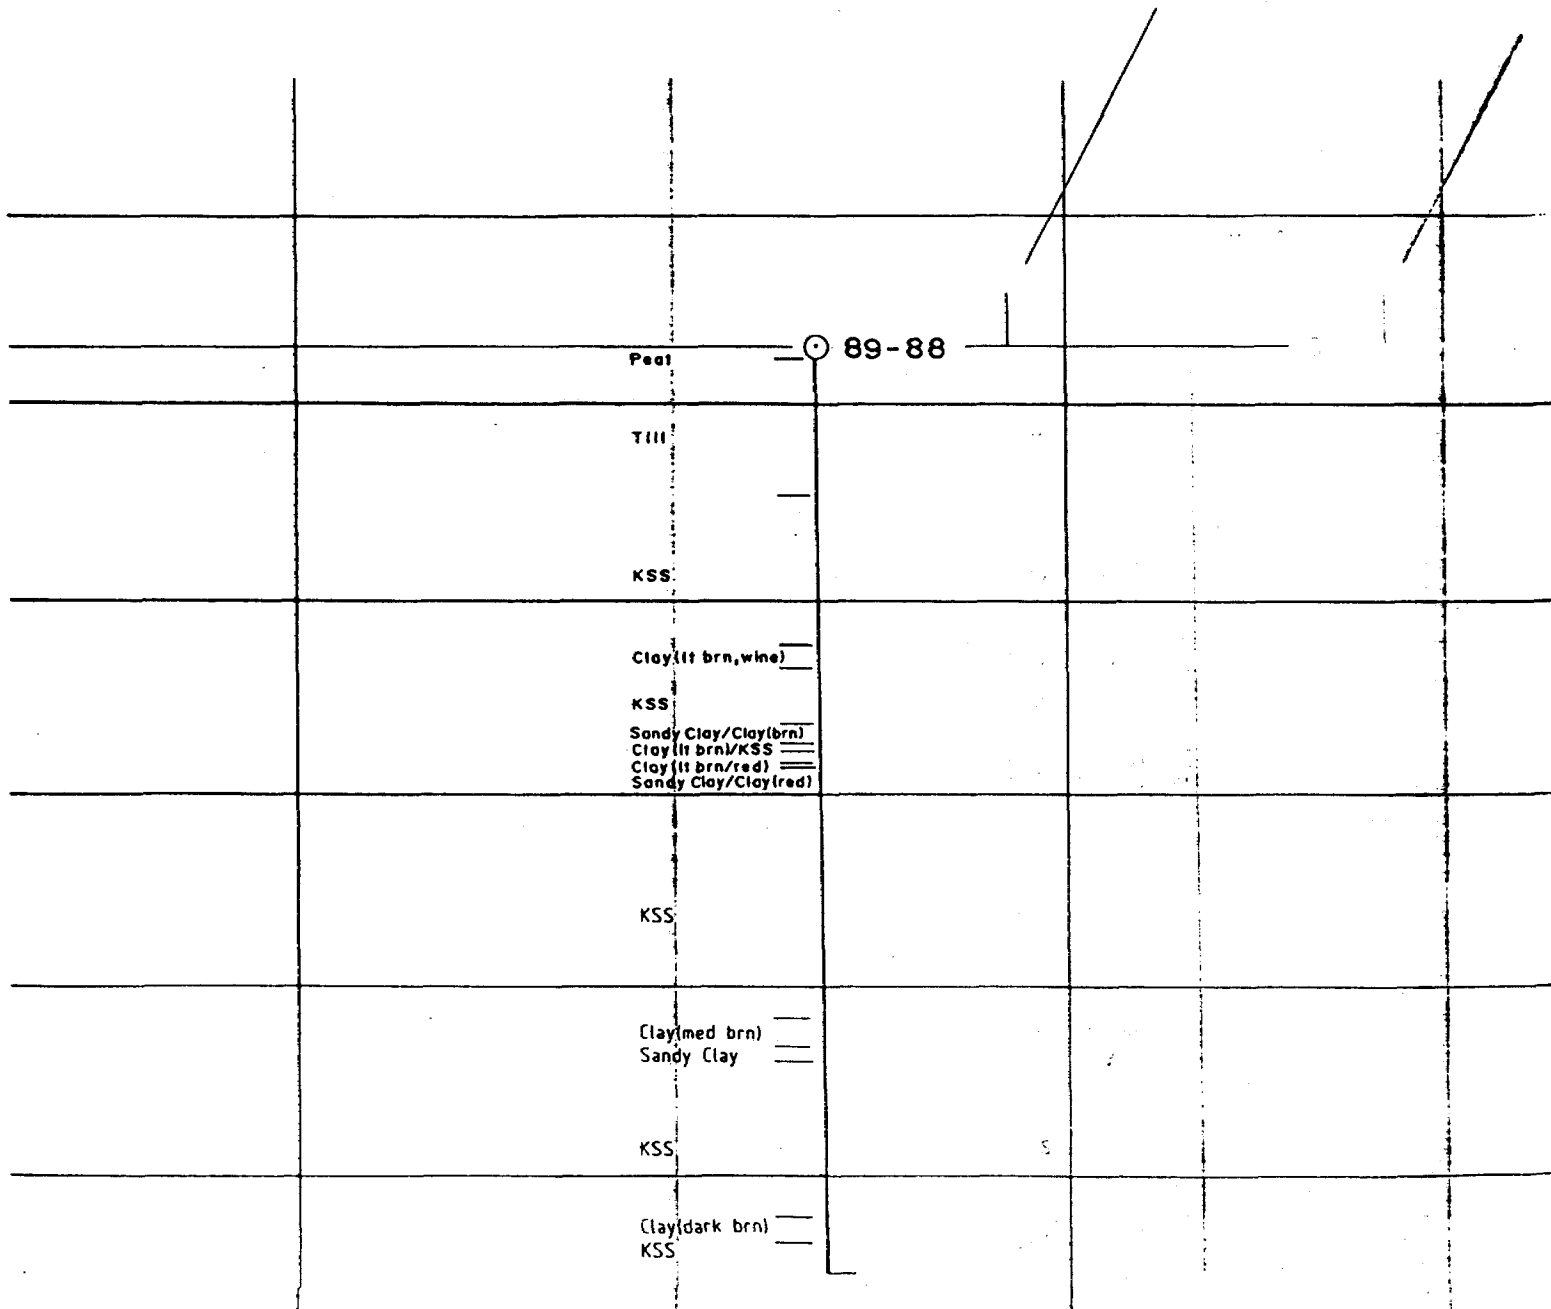 89-88
Peat
Till
KSS
Clay(lt brn,wine)
KSS
Sandy Clay/Clay(brn)
Clay(lt brn)/KSS
Clay(lt brn/red)
Sandy Clay/Clay(red)
KSS
Clay(med brn)
Sandy Clay
KSS
Clay(dark brn)
KSS